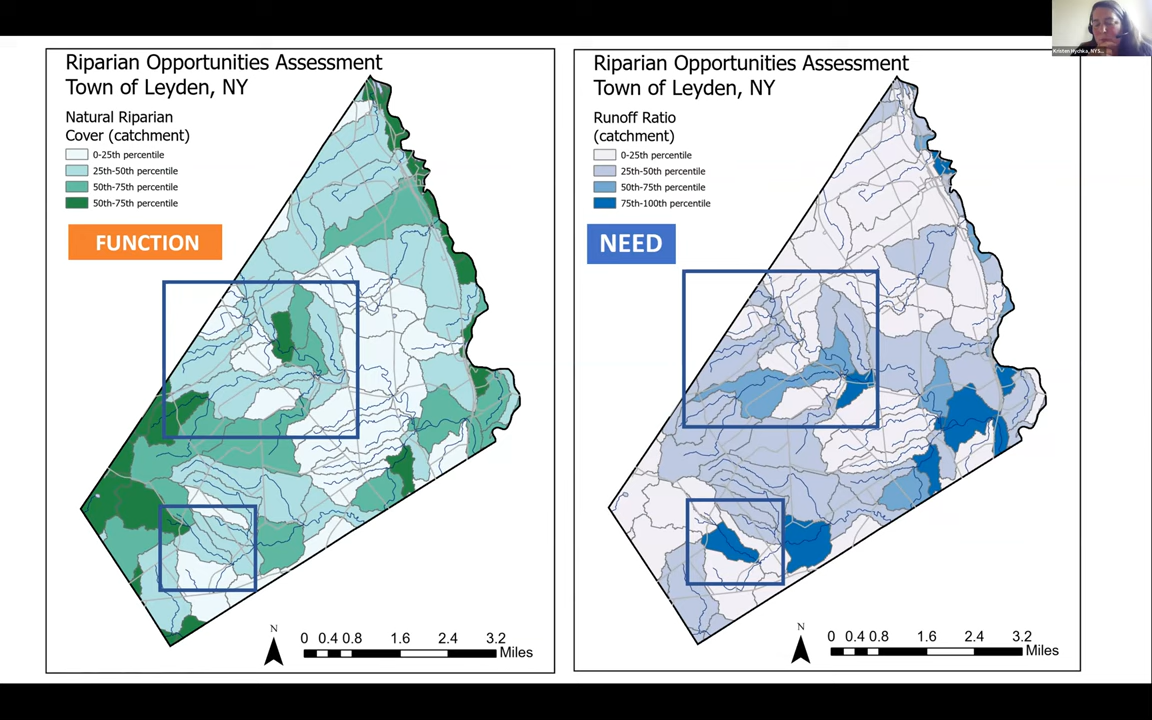 Riparian Opportunities Assessment
Town of Leyden, NY
Natural Riparian
Cover (catchment)
0-25th percentile
25th-50th percentile
50th-75th percentile
50th-75th percentile
FUNCTION
N
0 0.4 0.8 1.6 2.4 3.2
Miles
Riparian Opportunities Assessment
Town of Leyden, NY
Runoff Ratio
(catchment)
0-25th percentile
25th-50th percentile
50th-75th percentile
75th-100th percentile
NEED
N
0 0.4 0.8 1.6 2.4 3.2
Miles
Kristen Hychka, NYS...